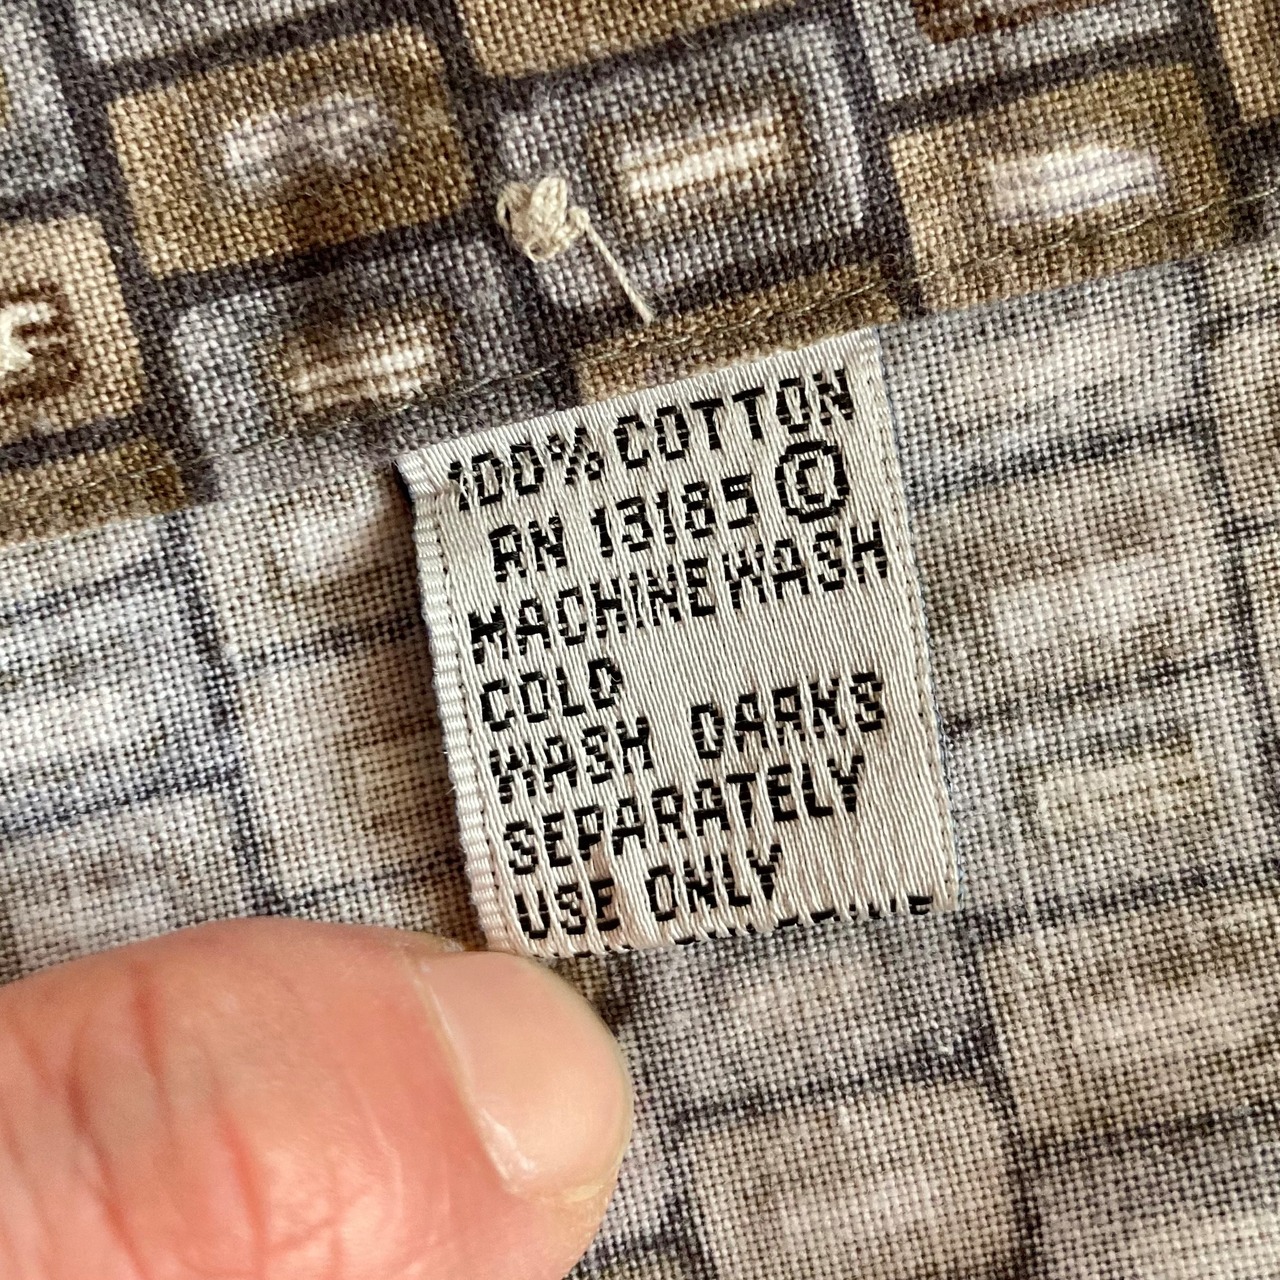 100% COTTON
RN 13185 ©
MACHINE WASH
COLD
WASH DARKS
SEPARATELY
USE ONLY